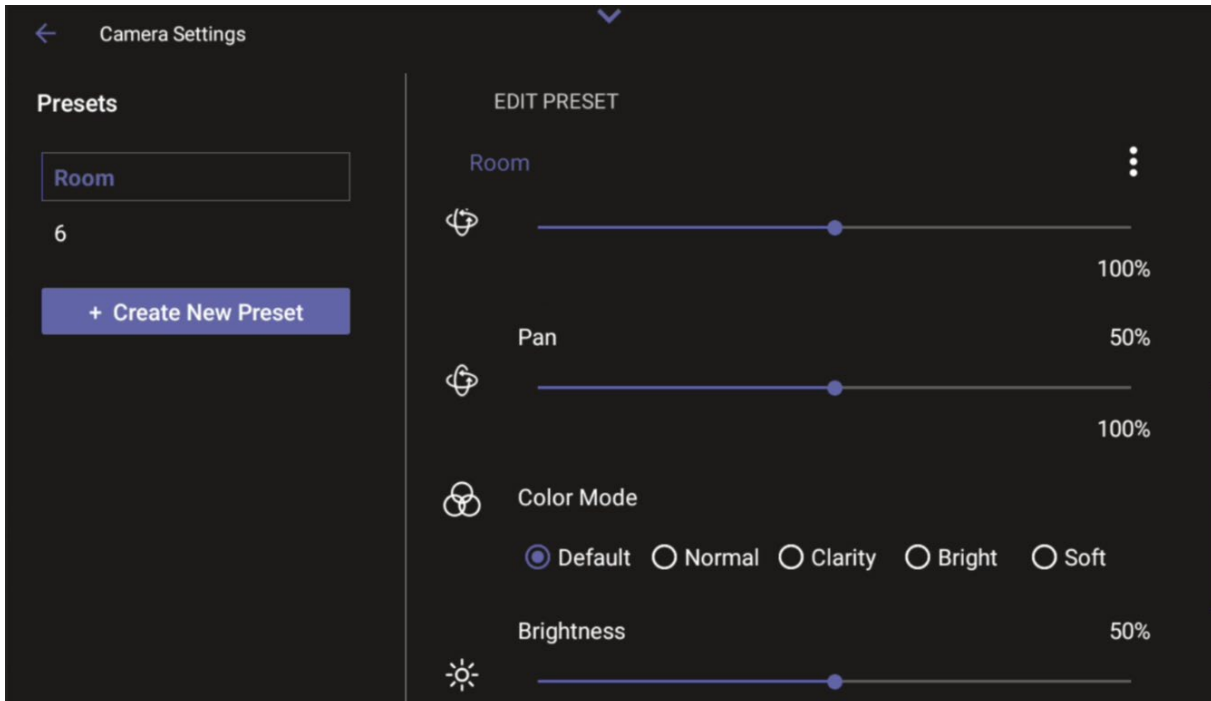 Camera Settings
Presets
Room
6
+ Create New Preset
EDIT PRESET
Room
100%
Pan 50%
100%
Color Mode
Default Normal Clarity Bright Soft
Brightness 50%